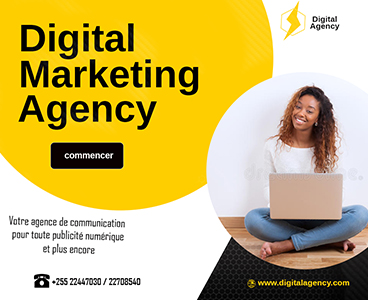 Digital
Marketing
Agency
Digital
Agency
commencer
Votre agence de communication
pour toute publicité numérique
et plus encore
+255 22447030 / 22708540
www.digitalagency.com